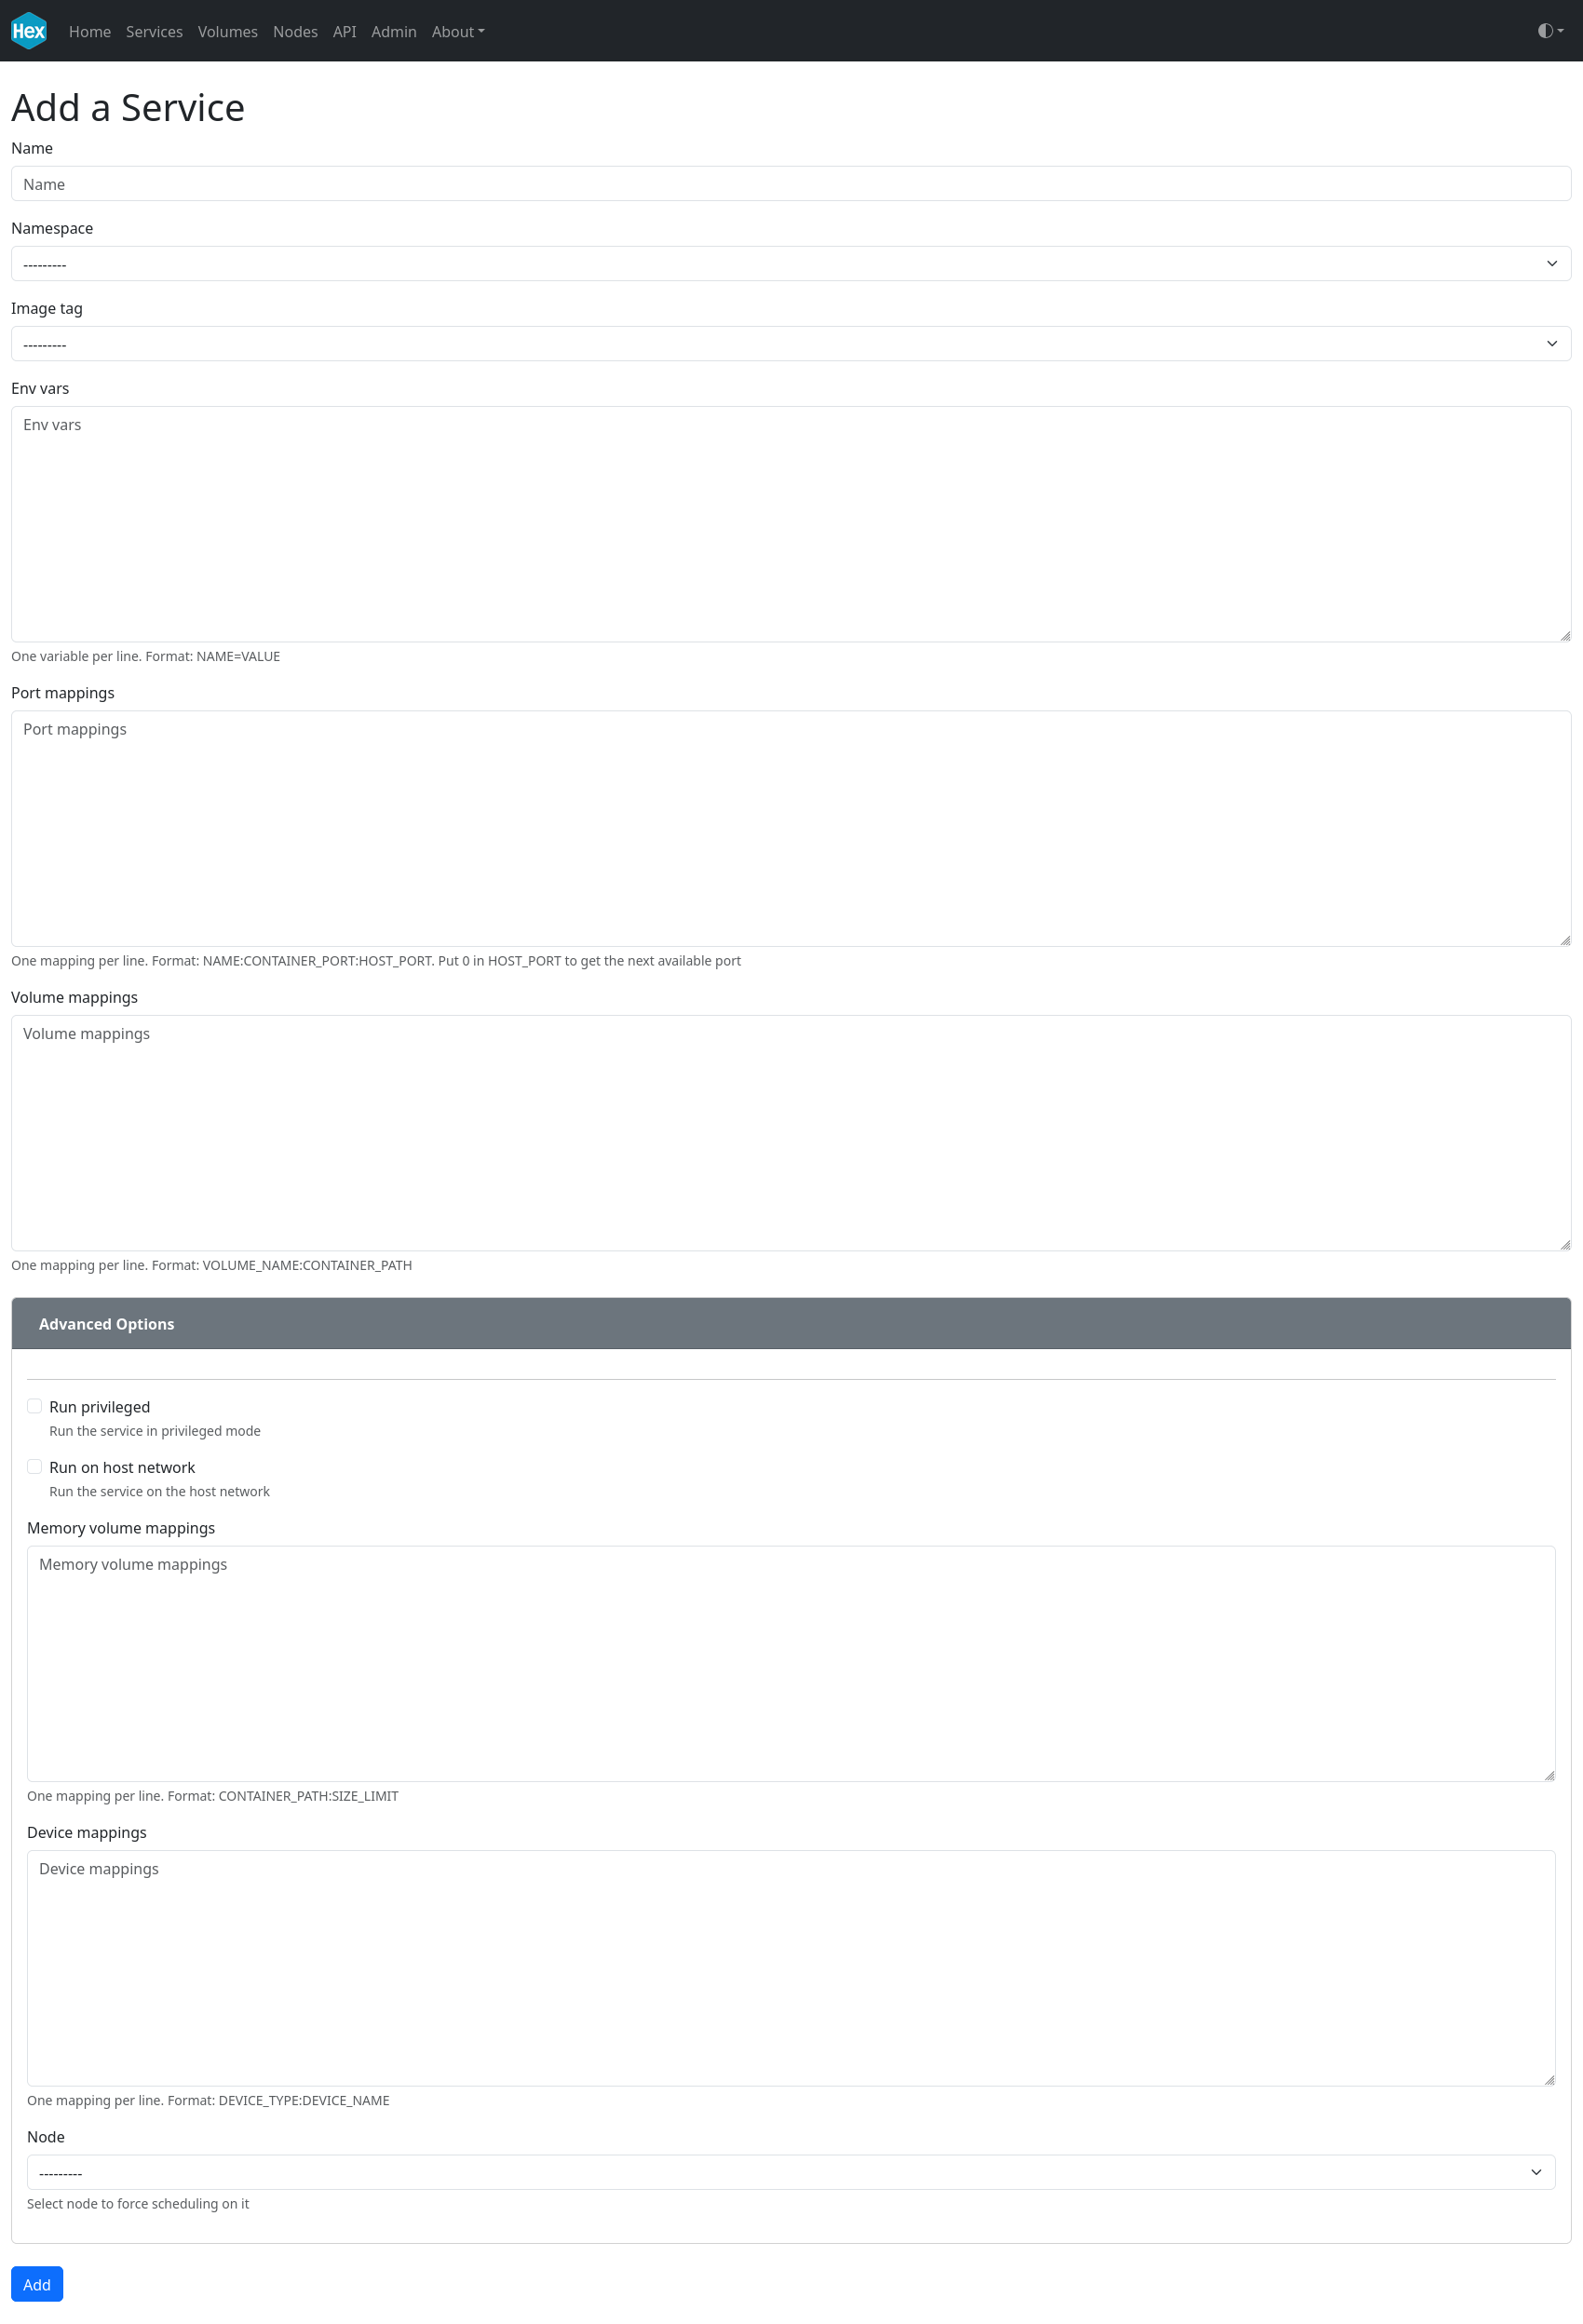 Hex Home Services Volumes Nodes API Admin About
Add a Service
Name
Name
Namespace
---------
Image tag
---------
Env vars
Env vars
One variable per line. Format: NAME=VALUE
Port mappings
Port mappings
One mapping per line. Format: NAME:CONTAINER_PORT:HOST_PORT. Put 0 in HOST_PORT to get the next available port
Volume mappings
Volume mappings
One mapping per line. Format: VOLUME_NAME:CONTAINER_PATH
Advanced Options
Run privileged
Run the service in privileged mode
Run on host network
Run the service on the host network
Memory volume mappings
Memory volume mappings
One mapping per line. Format: CONTAINER_PATH:SIZE_LIMIT
Device mappings
Device mappings
One mapping per line. Format: DEVICE_TYPE:DEVICE_NAME
Node
---------
Select node to force scheduling on it
Add